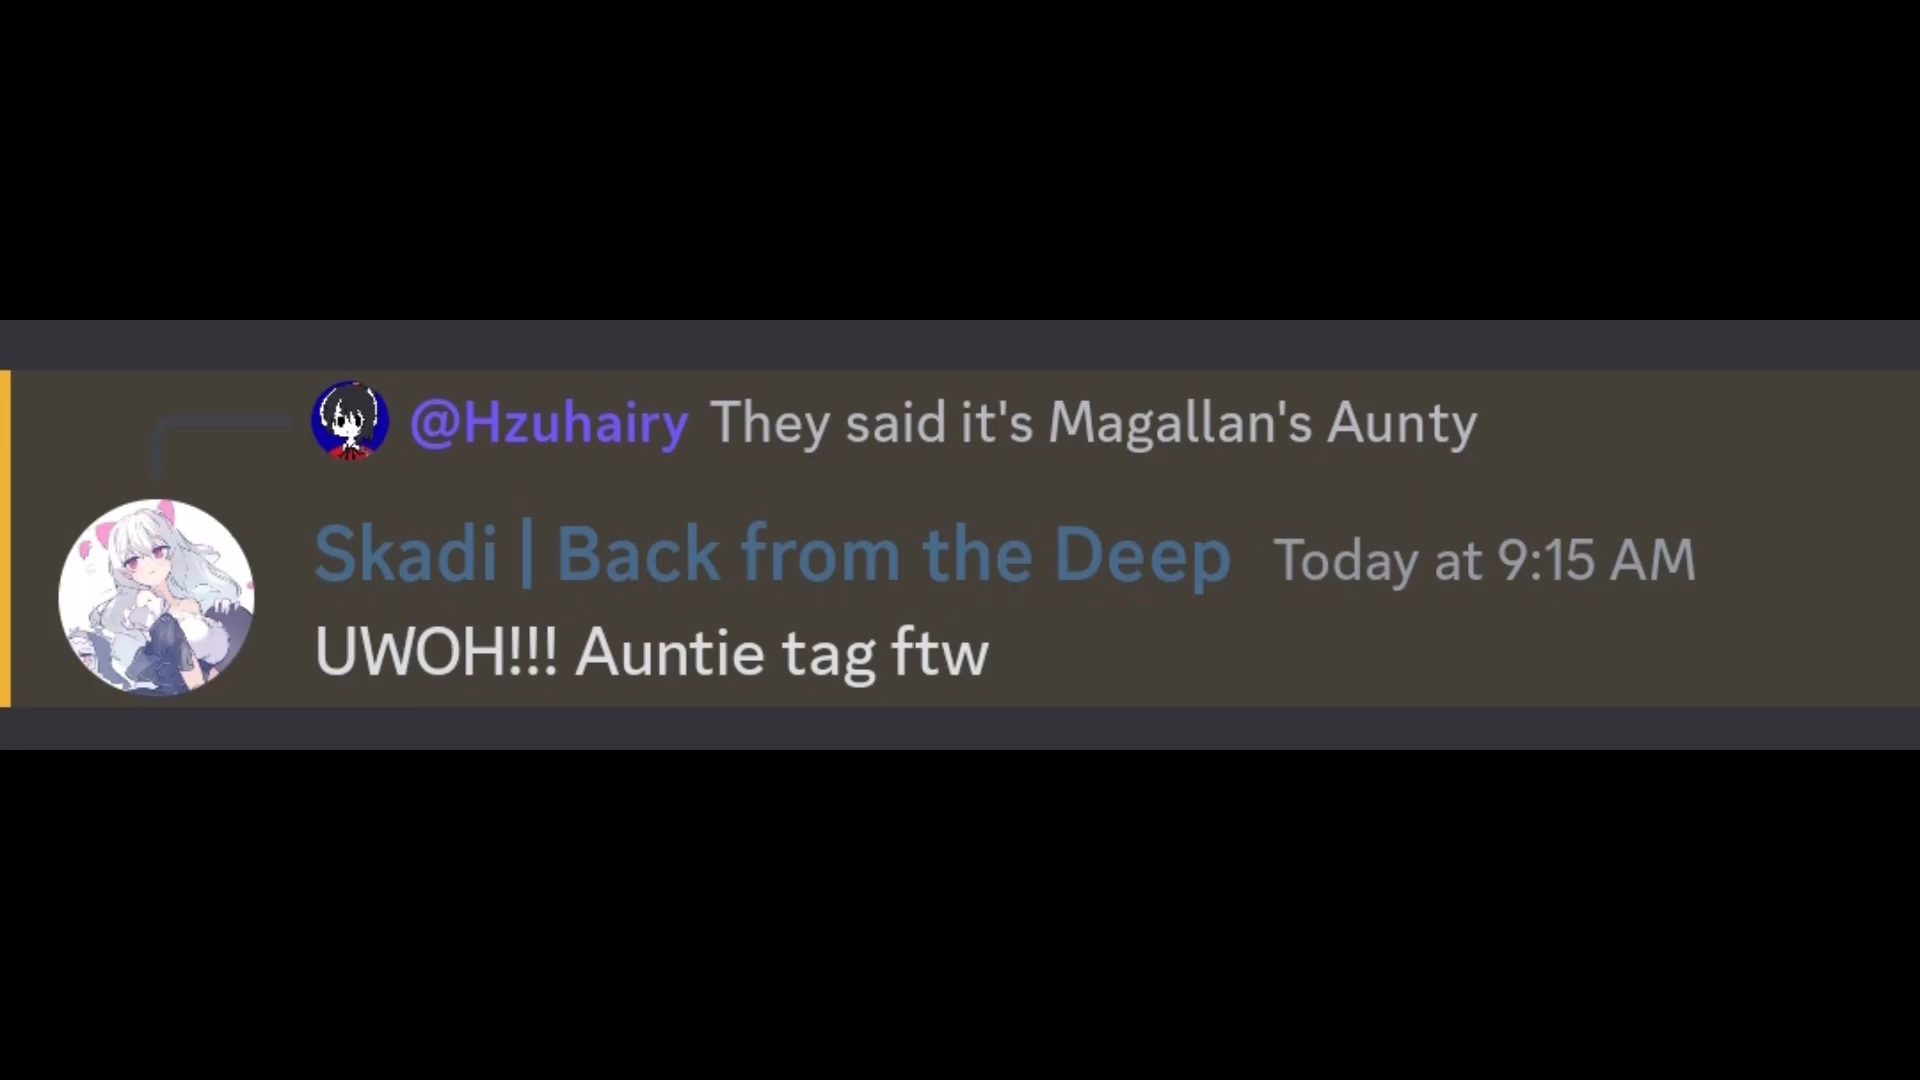 @Hzuhairy They said it's Magallan's Aunty
Skadi | Back from the Deep Today at 9:15 AM
UWOH!!! Auntie tag ftw